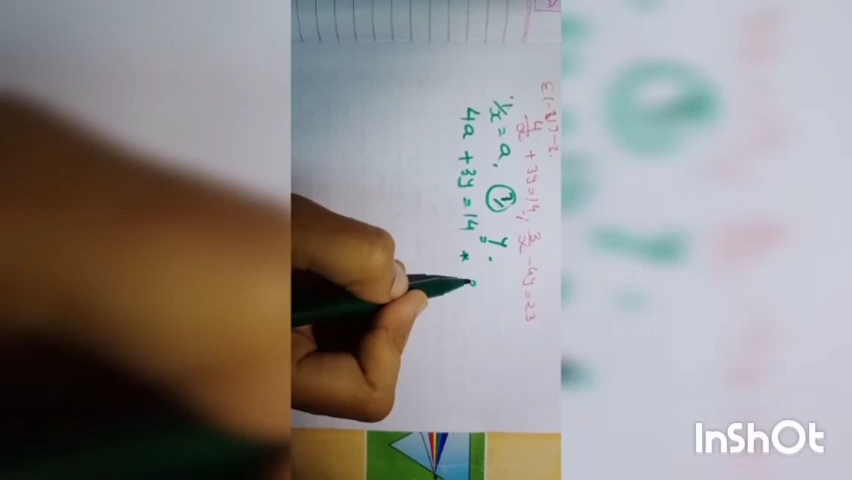 4/x + 3y = 14, 3/x - 4y = 23
1/x = a,
4a + 3y = 14 *
InShOt